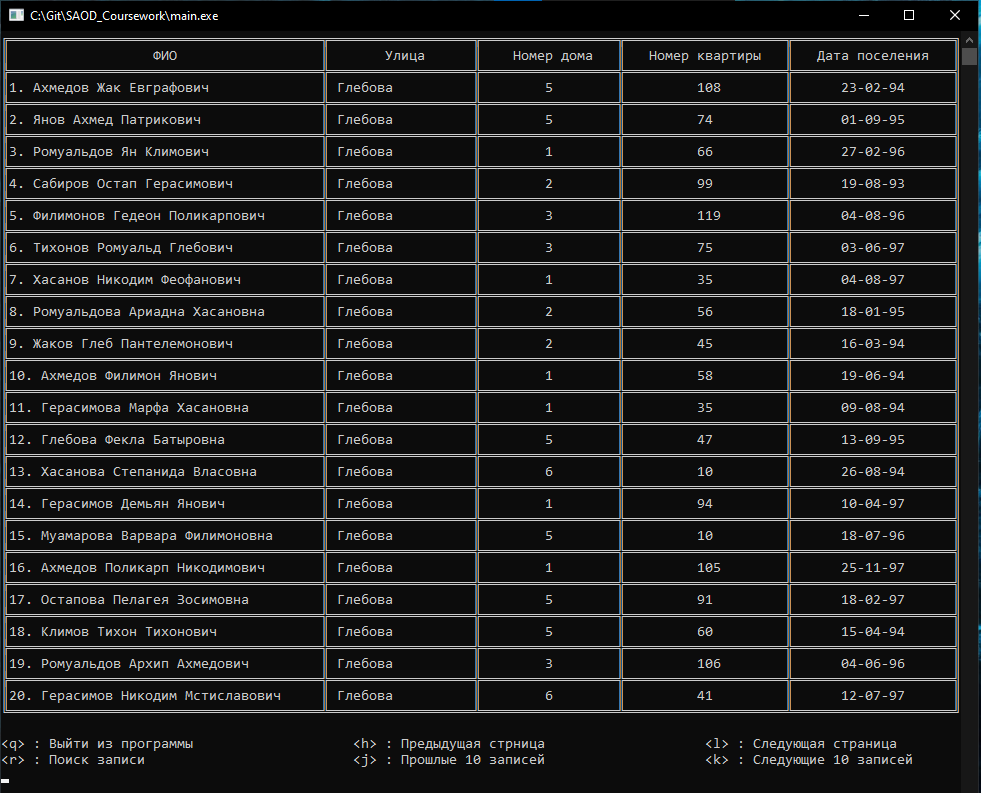 C:\Git\SAOD_Coursework\main.exe
ФИО Улица Номер дома Номер квартиры Дата поселения
1. Ахмедов Жак Евграфович Глебова 5 108 23-02-94
2. Янов Ахмед Патрикович Глебова 5 74 01-09-95
3. Ромуальдов Ян Климович Глебова 1 66 27-02-96
4. Сабиров Остап Герасимович Глебова 2 99 19-08-93
5. Филимонов Гедеон Поликарпович Глебова 3 119 04-08-96
6. Тихонов Ромуальд Глебович Глебова 3 75 03-06-97
7. Хасанов Никодим Феофанович Глебова 1 35 04-08-97
8. Ромуальдова Ариадна Хасановна Глебова 2 56 18-01-95
9. Жаков Глеб Пантелемонович Глебова 2 45 16-03-94
10. Ахмедов Филимон Янович Глебова 1 58 19-06-94
11. Герасимова Марфа Хасановна Глебова 1 35 09-08-94
12. Глебова Фекла Батыровна Глебова 5 47 13-09-95
13. Хасанова Степанида Власовна Глебова 6 10 26-08-94
14. Герасимов Демьян Янович Глебова 1 94 10-04-97
15. Муамарова Варвара Филимоновна Глебова 5 10 18-07-96
16. Ахмедов Поликарп Никодимович Глебова 1 105 25-11-97
17. Остапова Пелагея Зосимовна Глебова 5 91 18-02-97
18. Климов Тихон Тихонович Глебова 5 60 15-04-94
19. Ромуальдов Архип Ахмедович Глебова 3 106 04-06-96
20. Герасимов Никодим Мстиславович Глебова 6 41 12-07-97
<q> : Выйти из программы <h> : Предыдущая стрница <l> : Следующая страница
<r> : Поиск записи <j> : Прошлые 10 записей <k> : Следующие 10 записей